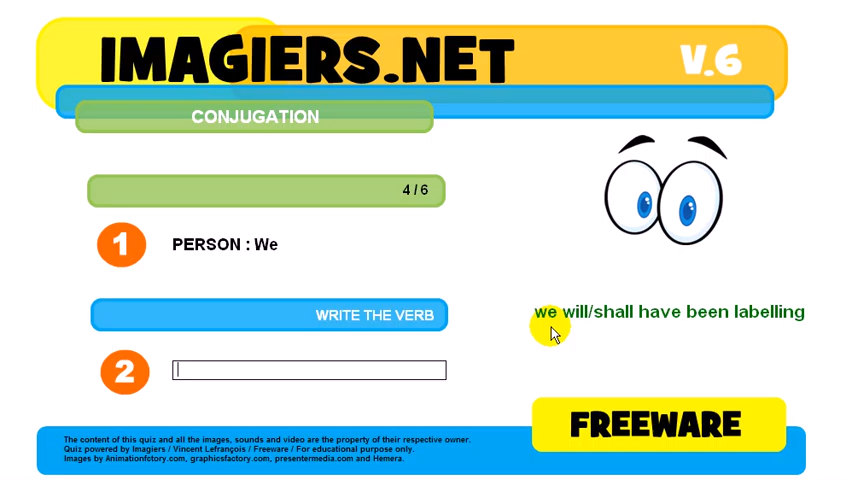 IMAGIERS.NET
V.6
CONJUGATION
4 / 6
1
PERSON : We
WRITE THE VERB
we will/shall have been labelling
2
FREEWARE
The content of this quiz and all the images, sounds and video are the property of their respective owner.
Quiz powered by Imagiers / Vincent Lefrançois / Freeware / For educational purpose only.
Images by Animationfotory.com, graphicsfactory.com, presentermedia.com and Hemera.